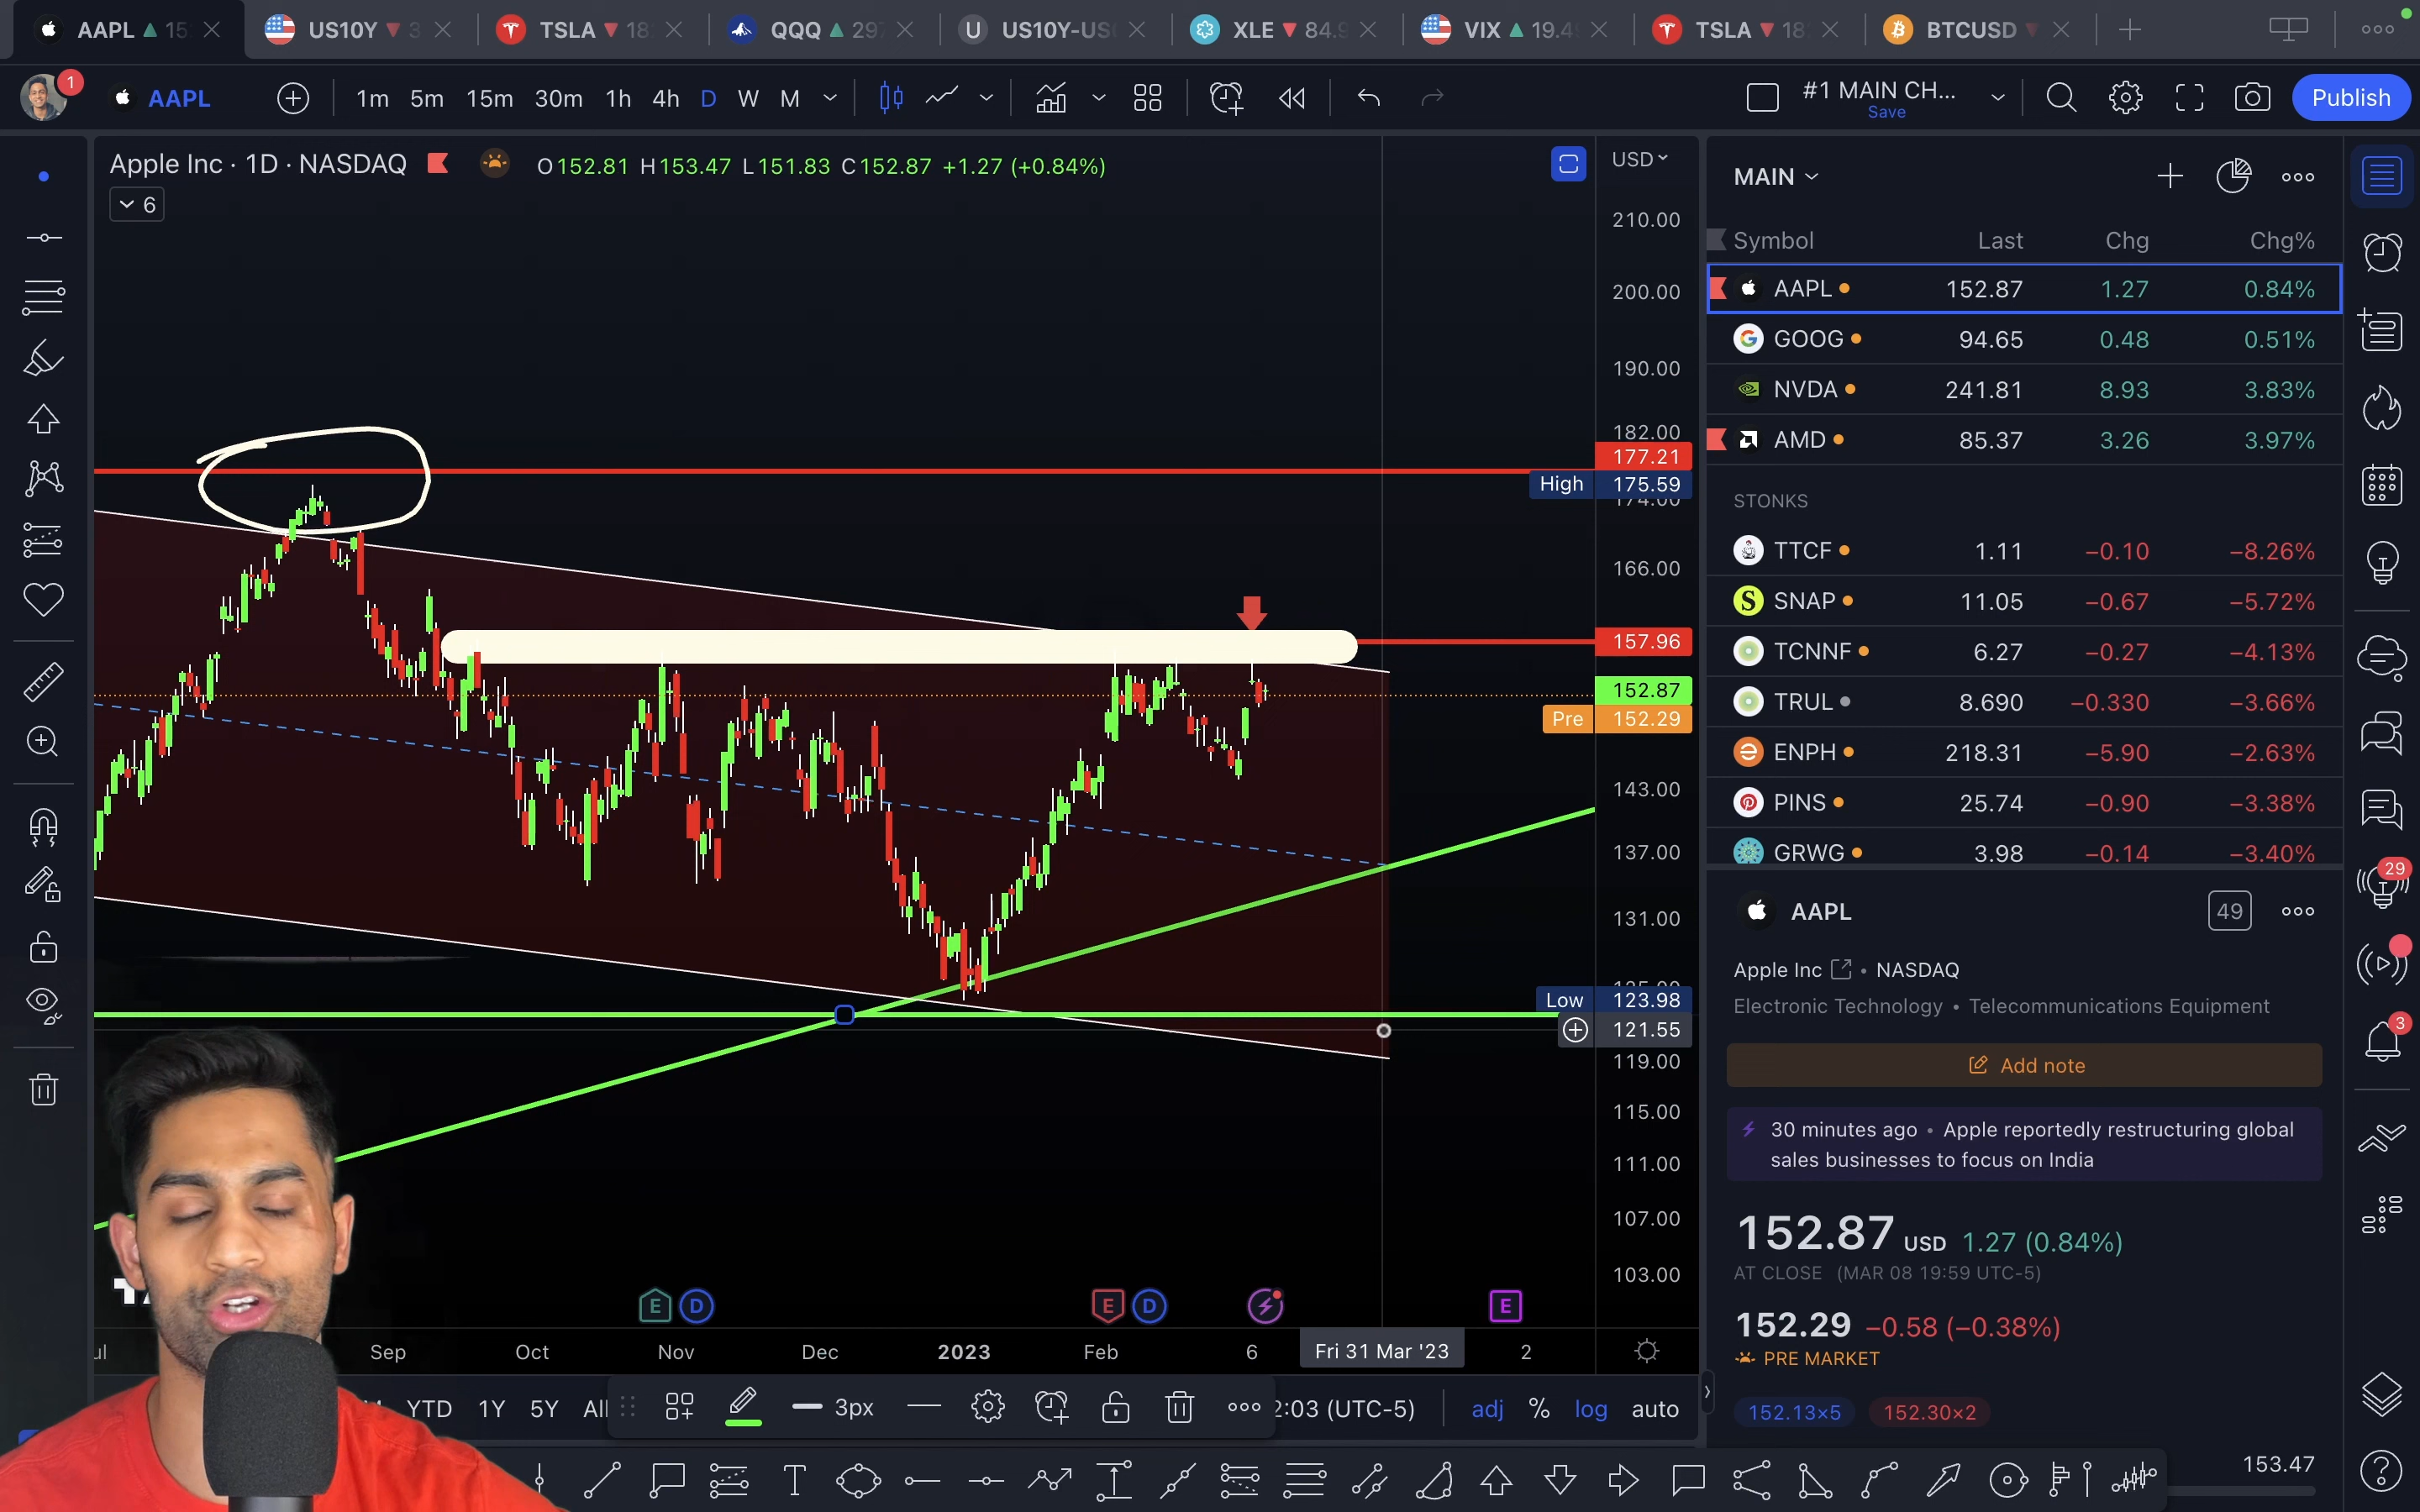 AAPL 15
US10Y 3
TSLA 18
QQQ 297
U US10Y-US
XLE 84.9
VIX 19.4
TSLA 18
BTCUSD
1
AAPL
1m 5m 15m 30m 1h 4h D W M
#1 MAIN CH...
Save
Publish
Apple Inc · 1D · NASDAQ
O152.81 H153.47 L151.83 C152.87 +1.27 (+0.84%)
6
USD
210.00
200.00
190.00
182.00
177.21
High 175.59
174.00
166.00
157.96
152.87
Pre 152.29
143.00
137.00
131.00
Low 123.98
121.55
119.00
115.00
111.00
107.00
103.00
E D E D E
Sep Oct Nov Dec 2023 Feb 6 Fri 31 Mar '23 2
YTD 1Y 5Y All
3px
2:03 (UTC-5)
adj % log auto
T
MAIN
Symbol Last Chg Chg%
AAPL 152.87 1.27 0.84%
GOOG 94.65 0.48 0.51%
NVDA 241.81 8.93 3.83%
AMD 85.37 3.26 3.97%
STONKS
TTCF 1.11 −0.10 −8.26%
SNAP 11.05 −0.67 −5.72%
TCNNF 6.27 −0.27 −4.13%
TRUL 8.690 −0.330 −3.66%
ENPH 218.31 −5.90 −2.63%
PINS 25.74 −0.90 −3.38%
GRWG 3.98 −0.14 −3.40%
AAPL
49
Apple Inc • NASDAQ
Electronic Technology • Telecommunications Equipment
Add note
30 minutes ago • Apple reportedly restructuring global
sales businesses to focus on India
152.87 USD 1.27 (0.84%)
AT CLOSE (MAR 08 19:59 UTC-5)
152.29 −0.58 (−0.38%)
PRE MARKET
152.13×5 152.30×2
153.47
29
3